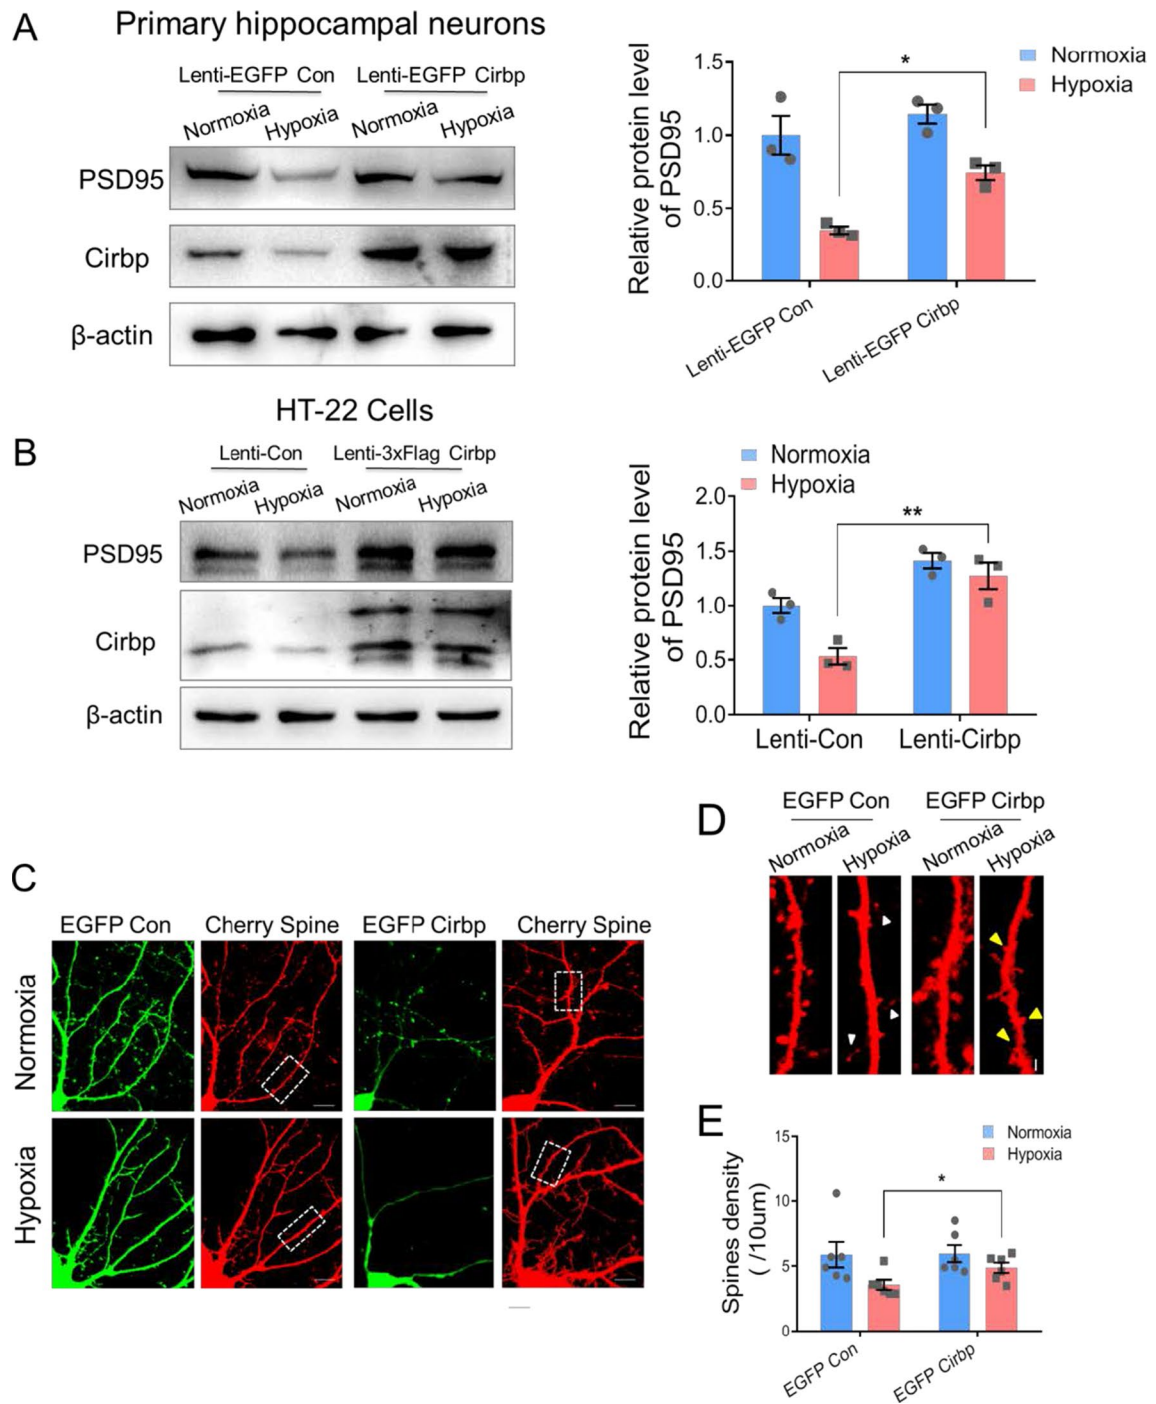 A
Primary hippocampal neurons
Lenti-EGFP Con Lenti-EGFP Cirbp
Normoxia Hypoxia Normoxia Hypoxia
PSD95
Cirbp
β-actin
Relative protein level
of PSD95
1.5
1.0
0.5
0.0
*
Normoxia
Hypoxia
Lenti-EGFP Con Lenti-EGFP Cirbp
HT-22 Cells
B
Lenti-Con Lenti-3xFlag Cirbp
Normoxia Hypoxia Normoxia Hypoxia
PSD95
Cirbp
β-actin
Normoxia
Hypoxia
Relative protein level
of PSD95
2.0
1.5
1.0
0.5
0.0
**
Lenti-Con Lenti-Cirbp
C
EGFP Con Cherry Spine EGFP Cirbp Cherry Spine
Normoxia
Hypoxia
D
EGFP Con EGFP Cirbp
Normoxia Hypoxia Normoxia Hypoxia
E
Normoxia
Hypoxia
Spines density
( /10um)
15
10
5
0
*
EGFP Con EGFP Cirbp